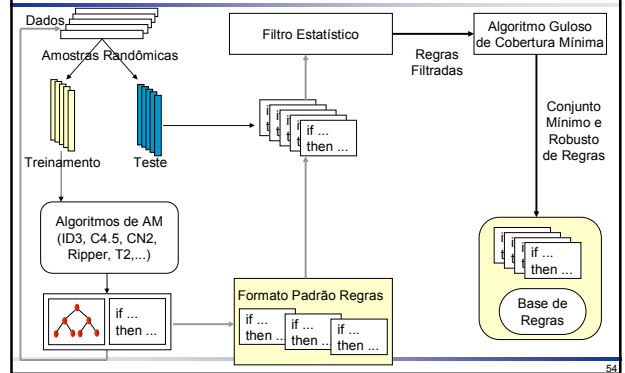 Dados
Amostras Randômicas
Treinamento
Teste
Algoritmos de AM
(ID3, C4.5, CN2,
Ripper, T2,...)
if ...
then ...
Formato Padrão Regras
if ...
then ...
if ...
then ...
if ...
then ...
Filtro Estatístico
if ...
then ...
Regras
Filtradas
Algoritmo Guloso
de Cobertura Mínima
Conjunto
Mínimo e
Robusto
de Regras
if ...
then ...
Base de
Regras
54